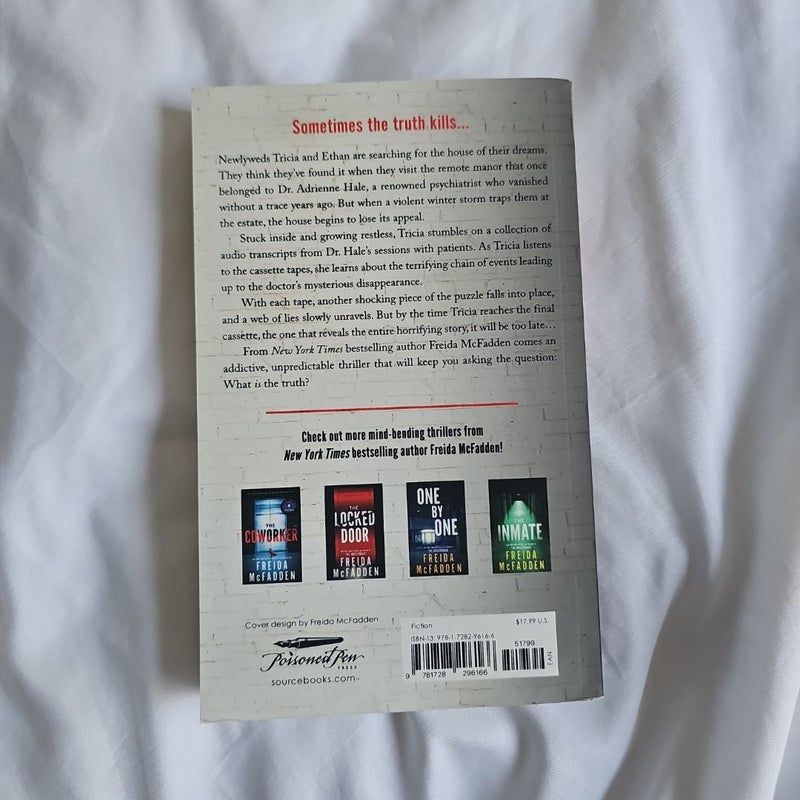 Sometimes the truth kills...
Newlyweds Tricia and Ethan are searching for the house of their dreams.
They think they've found it when they visit the remote manor that once
belonged to Dr. Adrienne Hale, a renowned psychiatrist who vanished
without a trace years ago. But when a violent winter storm traps them at
the estate, the house begins to lose its appeal.
Stuck inside and growing restless, Tricia stumbles on a collection of
audio transcripts from Dr. Hale's sessions with patients. As Tricia listens
to the cassette tapes, she learns about the terrifying chain of events leading
up to the doctor's mysterious disappearance.
With each tape, another shocking piece of the puzzle falls into place,
and a web of lies slowly unravels. But by the time Tricia reaches the final
cassette, the one that reveals the entire horrifying story, it will be too late...
From New York Times bestselling author Freida McFadden comes an
addictive, unpredictable thriller that will keep you asking the question:
What is the truth?
Check out more mind-bending thrillers from
New York Times bestselling author Freida McFadden!
THE
COWORKER
FREIDA
McFADDEN
THE
LOCKED
DOOR
FREIDA
McFADDEN
ONE
BY
ONE
FREIDA
McFADDEN
THE
INMATE
FREIDA
McFADDEN
Cover design by Freida McFadden
Poisoned Pen
PRESS
sourcebooks.com
Fiction
$17.99 U.S.
ISBN-13: 978-1-7282-9616-6
51799
EAN
9 781728 296166